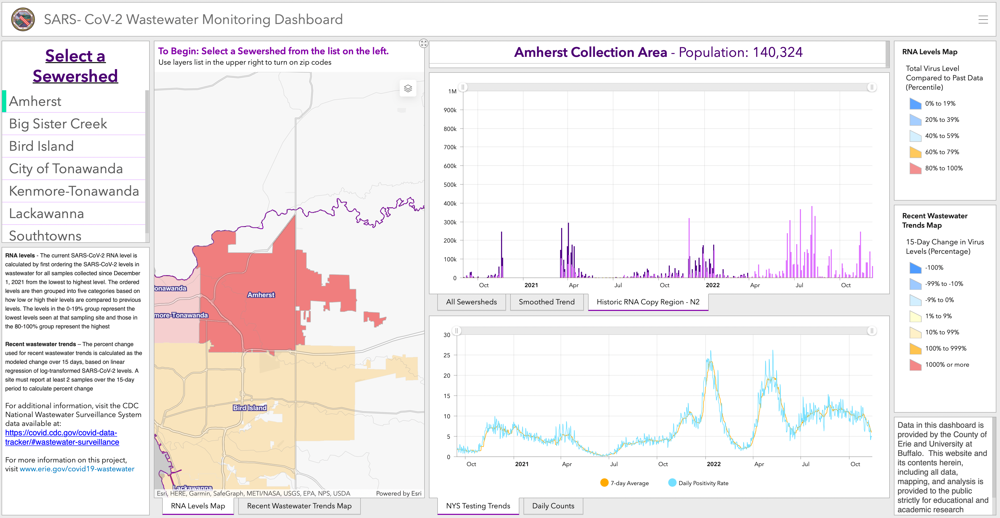 SARS- CoV-2 Wastewater Monitoring Dashboard
Select a
Sewershed
Amherst
Big Sister Creek
Bird Island
City of Tonawanda
Kenmore-Tonawanda
Lackawanna
Southtowns
RNA levels - The current SARS-CoV-2 RNA level is
calculated by first ordering the SARS-CoV-2 levels in
wastewater for all samples collected since December
1, 2021 from the lowest to highest level. The ordered
levels are then grouped into five categories based on
how low or high their levels are compared to previous
levels. The levels in the 0-19% group represent the
lowest levels seen at that sampling site and those in
the 80-100% group represent the highest
Recent wastewater trends – The percent change
used for recent wastewater trends is calculated as the
modeled change over 15 days, based on linear
regression of log-transformed SARS-CoV-2 levels. A
site must report at least 2 samples over the 15-day
period to calculate percent change
For additional information, visit the CDC
National Wastewater Surveillance System
data available at:
https://covid.cdc.gov/covid-data-
tracker/#wastewater-surveillance
For more information on this project,
visit www.erie.gov/covid19-wastewater
To Begin: Select a Sewershed from the list on the left.
Use layers list in the upper right to turn on zip codes
onawanda
Amherst
more-Tonawanda
Bird Island
Lackawanna
Esri, HERE, Garmin, SafeGraph, METI/NASA, USGS, EPA, NPS, USDA
Powered by Esri
RNA Levels Map
Recent Wastewater Trends Map
Amherst Collection Area - Population: 140,324
1M
900k
800k
700k
600k
500k
400k
300k
200k
100k
0
Oct
2021
Apr
Jul
Oct
2022
Apr
Jul
Oct
All Sewersheds
Smoothed Trend
Historic RNA Copy Region - N2
30
25
20
15
10
5
0
Oct
2021
Apr
Jul
Oct
2022
Apr
Jul
Oct
7-day Average
Daily Positivity Rate
NYS Testing Trends
Daily Counts
RNA Levels Map
Total Virus Level
Compared to Past Data
(Percentile)
0% to 19%
20% to 39%
40% to 59%
60% to 79%
80% to 100%
Recent Wastewater
Trends Map
15-Day Change in Virus
Levels (Percentage)
-100%
-99% to -10%
-9% to 0%
1% to 9%
10% to 99%
100% to 999%
1000% or more
Data in this dashboard is
provided by the County of
Erie and University at
Buffalo. This website and
its contents herein,
including all data,
mapping, and analysis is
provided to the public
strictly for educational and
academic research